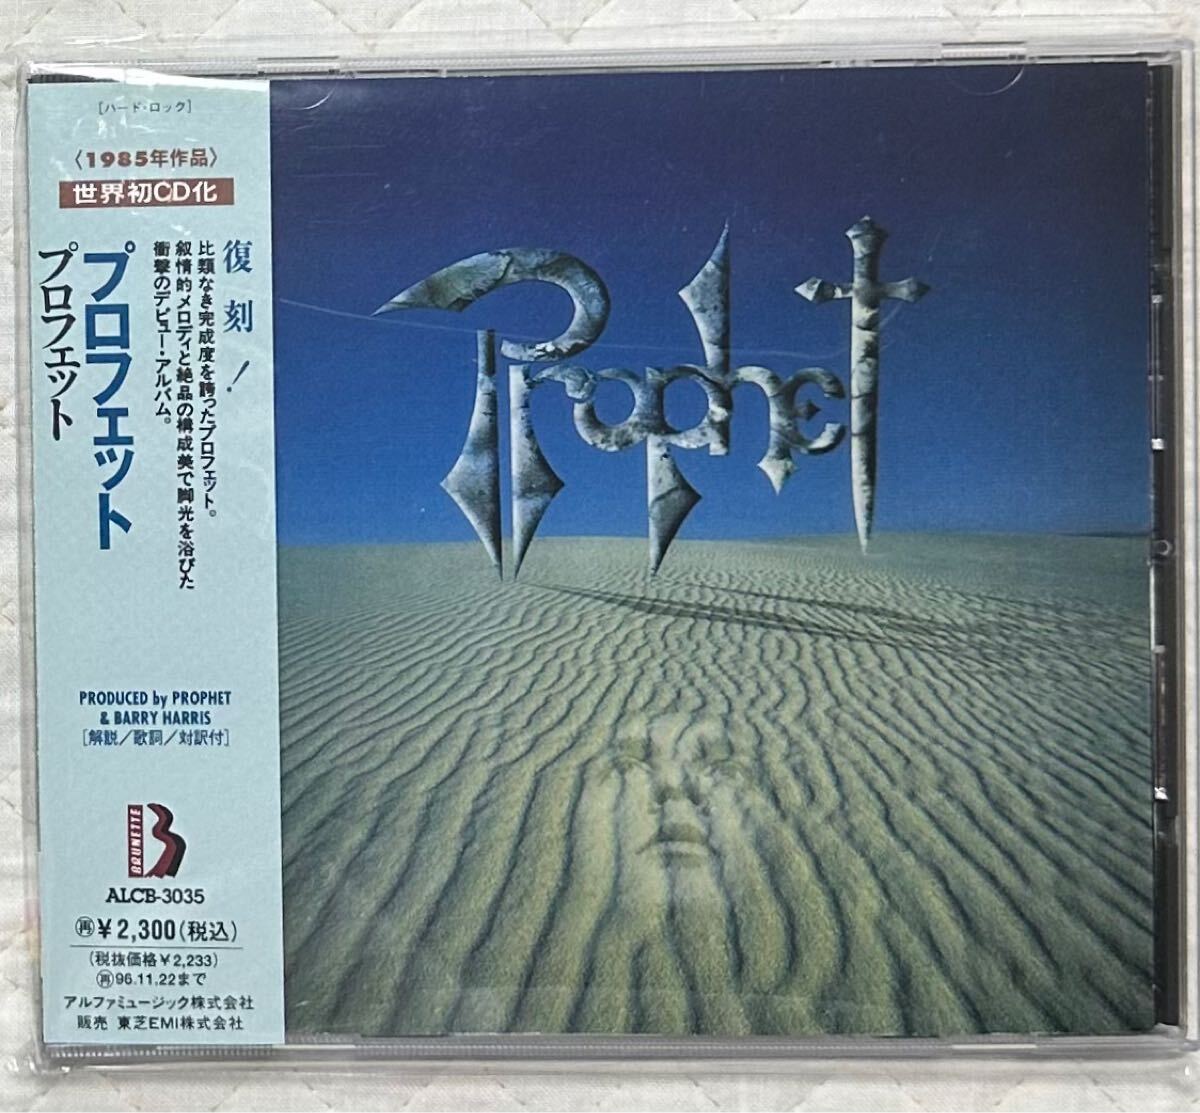 [ハード・ロック]
〈1985年作品〉
世界初CD化
復刻!
比類なき完成度を誇ったプロフェット。
叙情的メロディと絶品の構成美で脚光を浴びた
衝撃のデビュー・アルバム。
プロフェット
プロフェット
PRODUCED by PROPHET
& BARRY HARRIS
[解説/歌詞/対訳付]
BRUNETTE
B
ALCB-3035
再¥2,300(税込)
(税抜価格¥2,233)
再96.11.22まで
アルファミュージック株式会社
販売 東芝EMI株式会社
Prophet